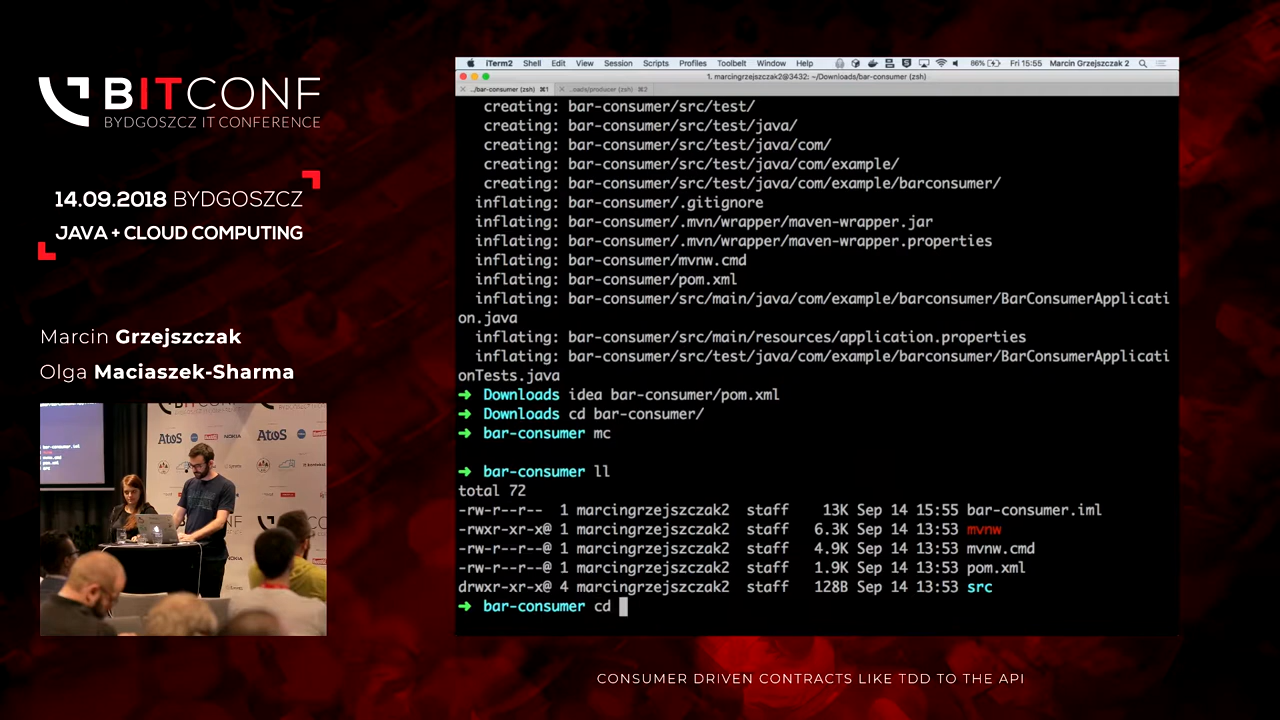 BITCONF
BYDGOSZCZ IT CONFERENCE
14.09.2018 BYDGOSZCZ
JAVA + CLOUD COMPUTING
Marcin Grzejszczak
Olga Maciaszek-Sharma
Atos
NOKIA
Atos
iTerm2 Shell Edit View Session Scripts Profiles Toolbelt Window Help 86% Fri 15:55 Marcin Grzejszczak 2
1. marcingrzejszczak2@3432: ~/Downloads/bar-consumer (zsh)
../bar-consumer (zsh) ⌘1 ..oads/producer (zsh) ⌘2
creating: bar-consumer/src/test/
creating: bar-consumer/src/test/java/
creating: bar-consumer/src/test/java/com/
creating: bar-consumer/src/test/java/com/example/
creating: bar-consumer/src/test/java/com/example/barconsumer/
inflating: bar-consumer/.gitignore
inflating: bar-consumer/.mvn/wrapper/maven-wrapper.jar
inflating: bar-consumer/.mvn/wrapper/maven-wrapper.properties
inflating: bar-consumer/mvnw.cmd
inflating: bar-consumer/pom.xml
inflating: bar-consumer/src/main/java/com/example/barconsumer/BarConsumerApplicati
on.java
inflating: bar-consumer/src/main/resources/application.properties
inflating: bar-consumer/src/test/java/com/example/barconsumer/BarConsumerApplicati
onTests.java
➜ Downloads idea bar-consumer/pom.xml
➜ Downloads cd bar-consumer/
➜ bar-consumer mc
➜ bar-consumer ll
total 72
-rw-r--r-- 1 marcingrzejszczak2 staff 13K Sep 14 15:55 bar-consumer.iml
-rwxr-xr-x@ 1 marcingrzejszczak2 staff 6.3K Sep 14 13:53 mvnw
-rw-r--r--@ 1 marcingrzejszczak2 staff 4.9K Sep 14 13:53 mvnw.cmd
-rw-r--r--@ 1 marcingrzejszczak2 staff 1.9K Sep 14 13:53 pom.xml
drwxr-xr-x@ 4 marcingrzejszczak2 staff 128B Sep 14 13:53 src
➜ bar-consumer cd
CONSUMER DRIVEN CONTRACTS LIKE TDD TO THE API